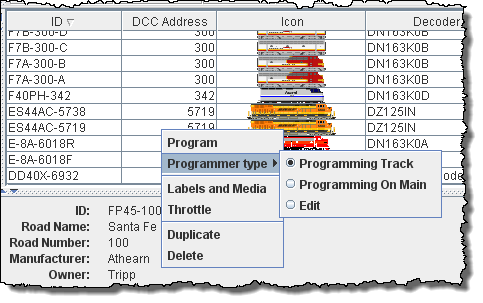 ID DCC Address Icon Decoder
F7B-300-D 300 DN163K0B
F7B-300-C 300 DN163K0B
F7A-300-B 300 DN163K0B
F7A-300-A 300 DN163K0B
F40PH-342 342 DN163K0D
ES44AC-5738 5719 DZ125IN
ES44AC-5719 5719 DZ125IN
E-8A-6018R DN163K0A
E-8A-6018F
DD40X-6932
Program
Programmer type
Labels and Media
Throttle
Duplicate
Delete
Programming Track
Programming On Main
Edit
ID: FP45-100
Road Name: Santa Fe
Road Number: 100
Manufacturer: Athearn
Owner: Tripp